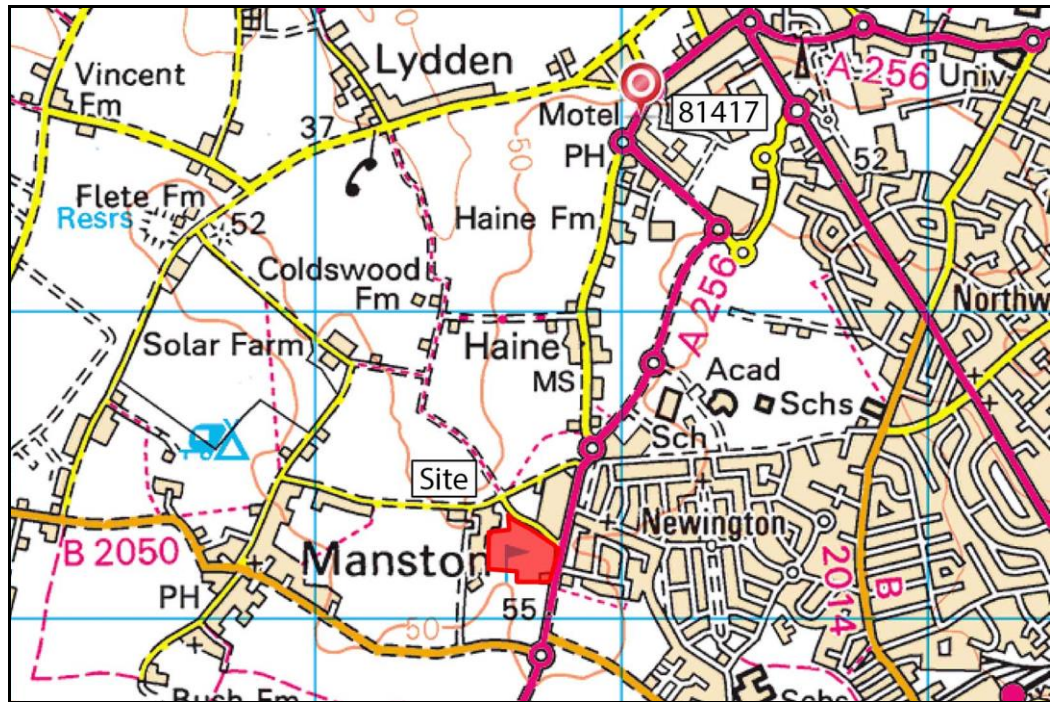 Vincent
Fm
Lydden
A 256
Univ
37
50
Motel
81417
PH
52
Flete Fm
Resrs
52
Haine Fm
Coldswood
Fm
A 256
Northw
Solar Farm
Haine
MS
Acad
Schs
Sch
Site
Newington
B 2050
Manston
B
2014
PH
55
50
Bush Fm
Schs